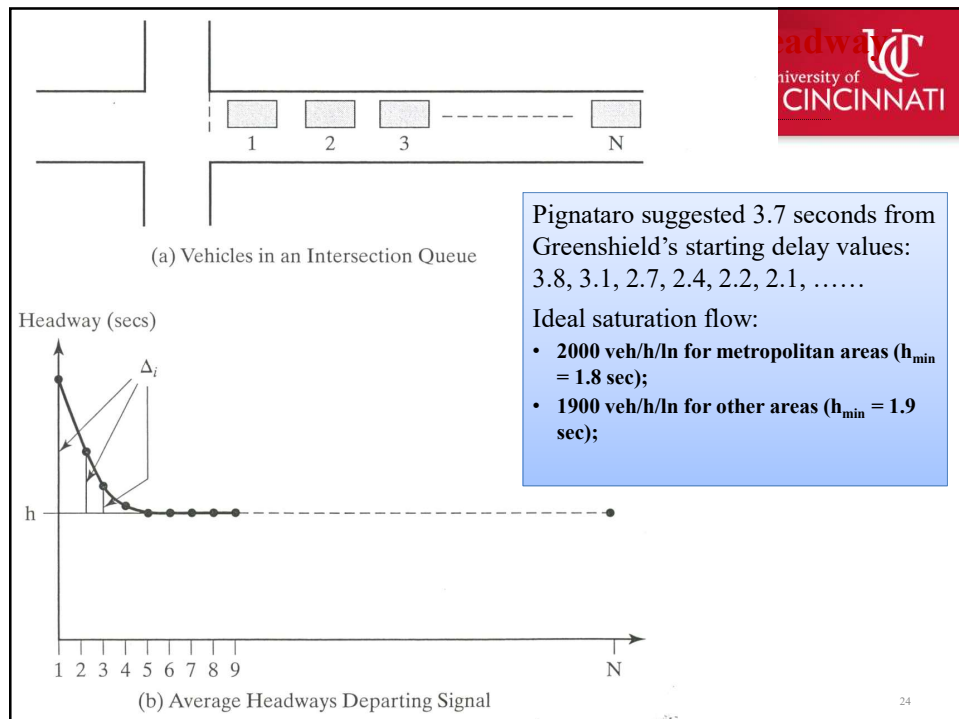 eadway
niversity of
CINCINNATI
1 2 3 N
(a) Vehicles in an Intersection Queue
Pignataro suggested 3.7 seconds from
Greenshield’s starting delay values:
3.8, 3.1, 2.7, 2.4, 2.2, 2.1, ……
Ideal saturation flow:
• 2000 veh/h/ln for metropolitan areas (hmin
= 1.8 sec);
• 1900 veh/h/ln for other areas (hmin = 1.9
sec);
Headway (secs)
Δi
h
1 2 3 4 5 6 7 8 9 N
(b) Average Headways Departing Signal
24